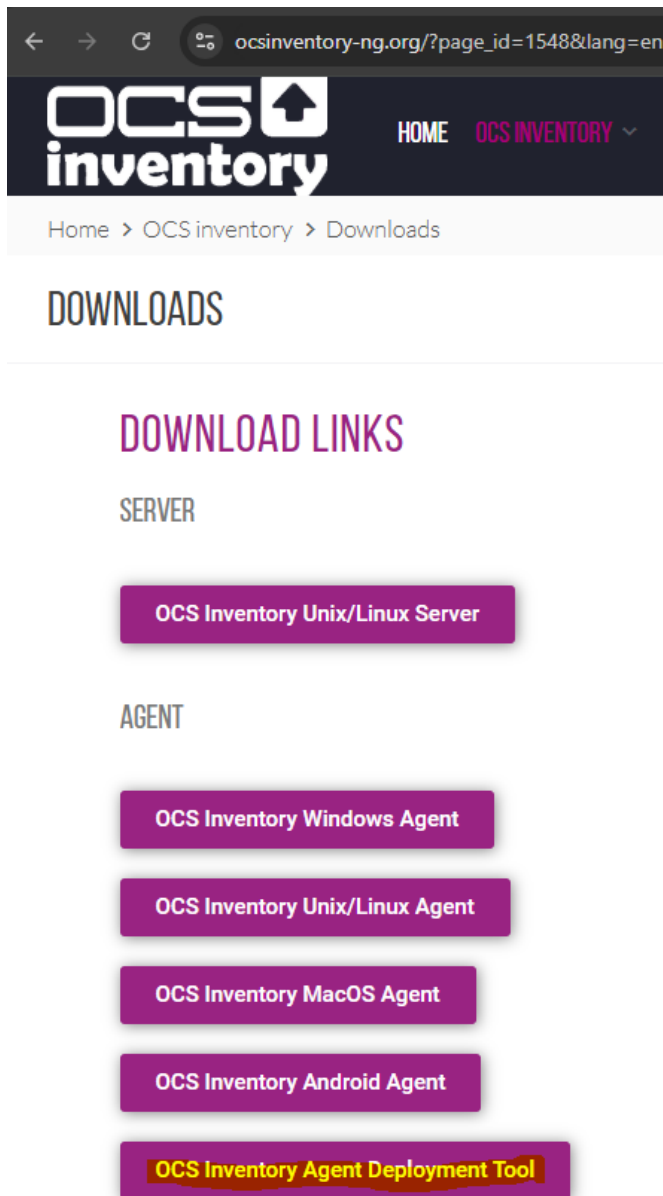 ocsinventory-ng.org/?page_id=1548&lang=en
OCS
inventory
HOME OCS INVENTORY
Home > OCS inventory > Downloads
DOWNLOADS
DOWNLOAD LINKS
SERVER
OCS Inventory Unix/Linux Server
AGENT
OCS Inventory Windows Agent
OCS Inventory Unix/Linux Agent
OCS Inventory MacOS Agent
OCS Inventory Android Agent
OCS Inventory Agent Deployment Tool